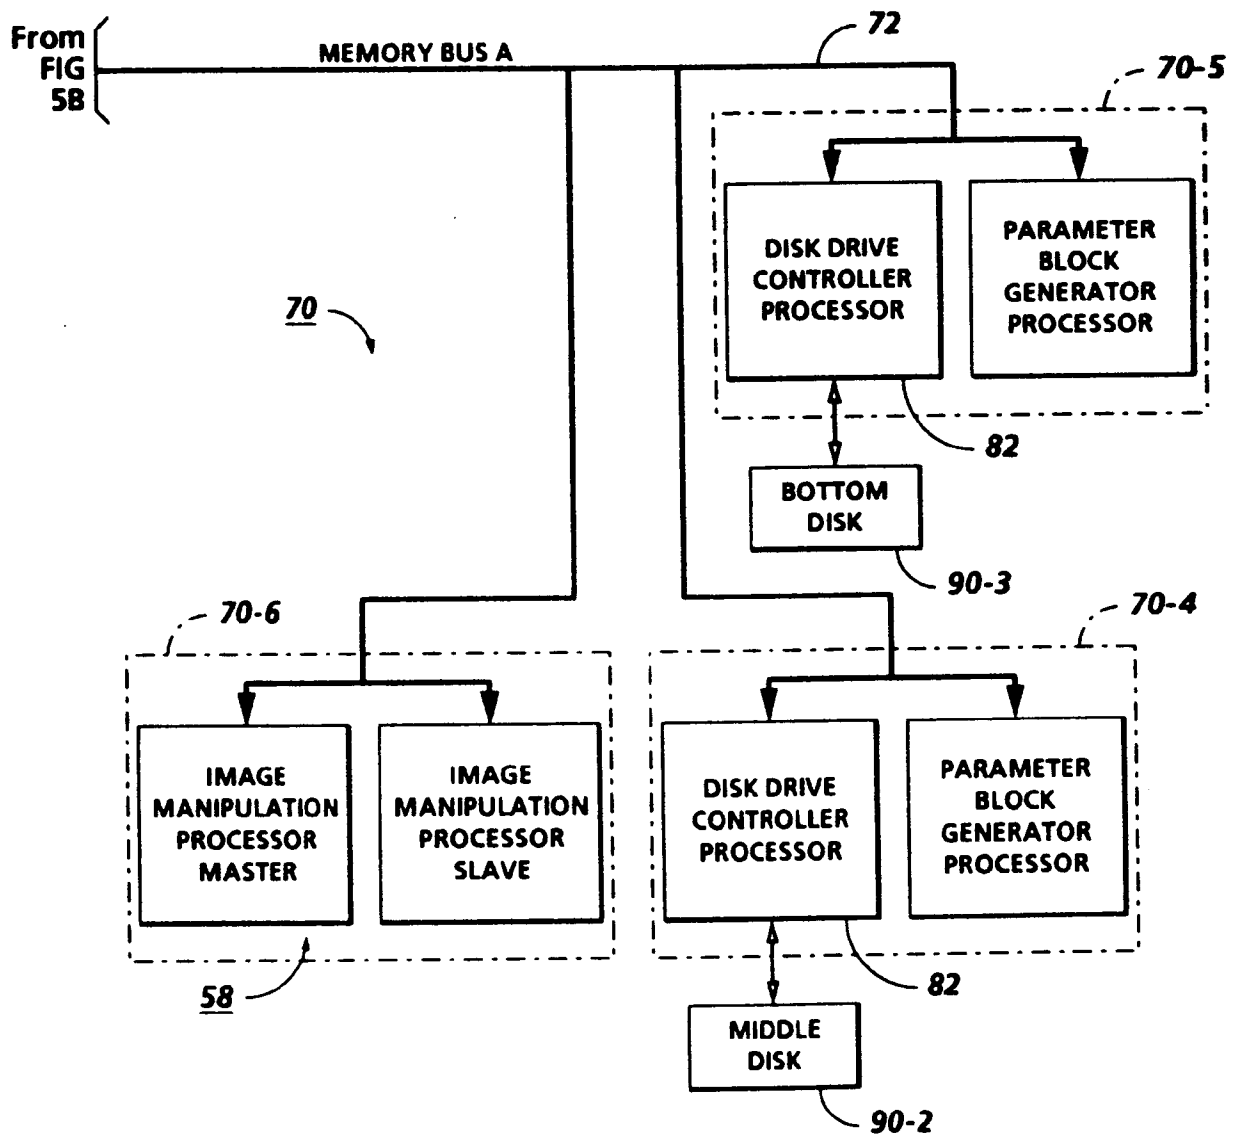 From
FIG
5B
MEMORY BUS A
72
70-5
DISK DRIVE
CONTROLLER
PROCESSOR
PARAMETER
BLOCK
GENERATOR
PROCESSOR
70
82
BOTTOM
DISK
90-3
70-6
70-4
IMAGE
MANIPULATION
PROCESSOR
MASTER
IMAGE
MANIPULATION
PROCESSOR
SLAVE
DISK DRIVE
CONTROLLER
PROCESSOR
PARAMETER
BLOCK
GENERATOR
PROCESSOR
58
82
MIDDLE
DISK
90-2